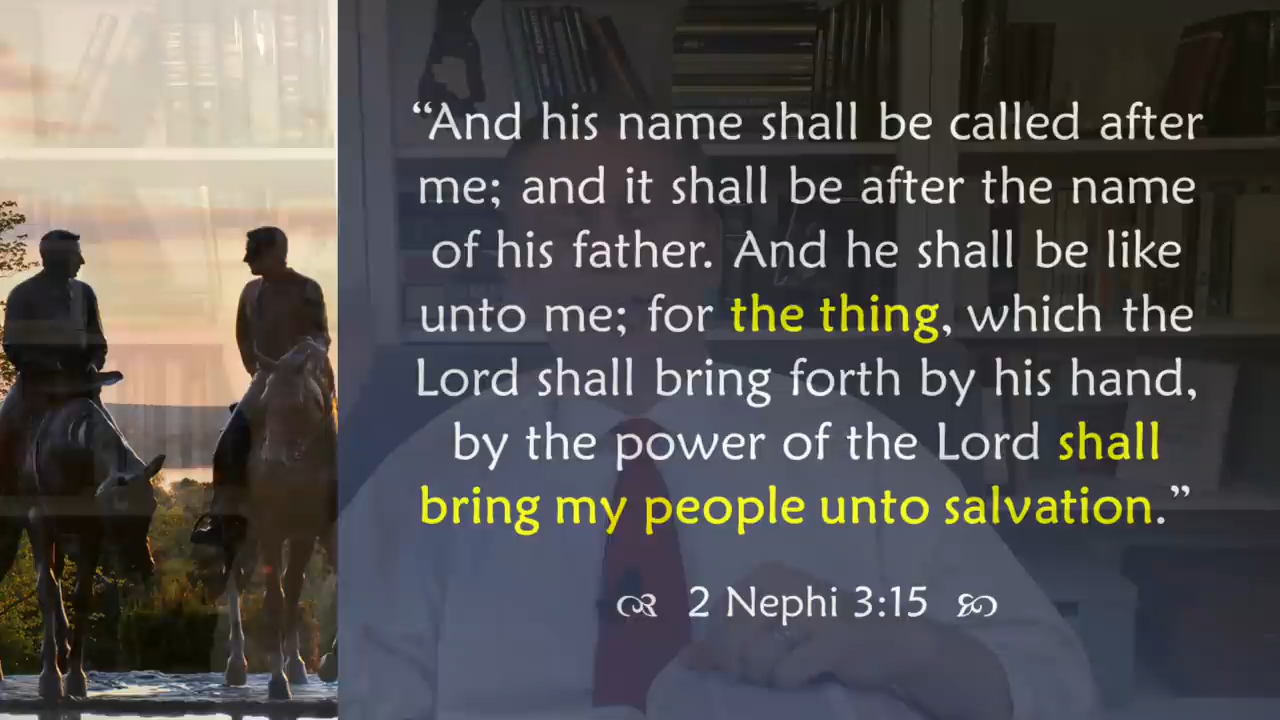 “And his name shall be called after
me; and it shall be after the name
of his father. And he shall be like
unto me; for the thing, which the
Lord shall bring forth by his hand,
by the power of the Lord shall
bring my people unto salvation.”
2 Nephi 3:15